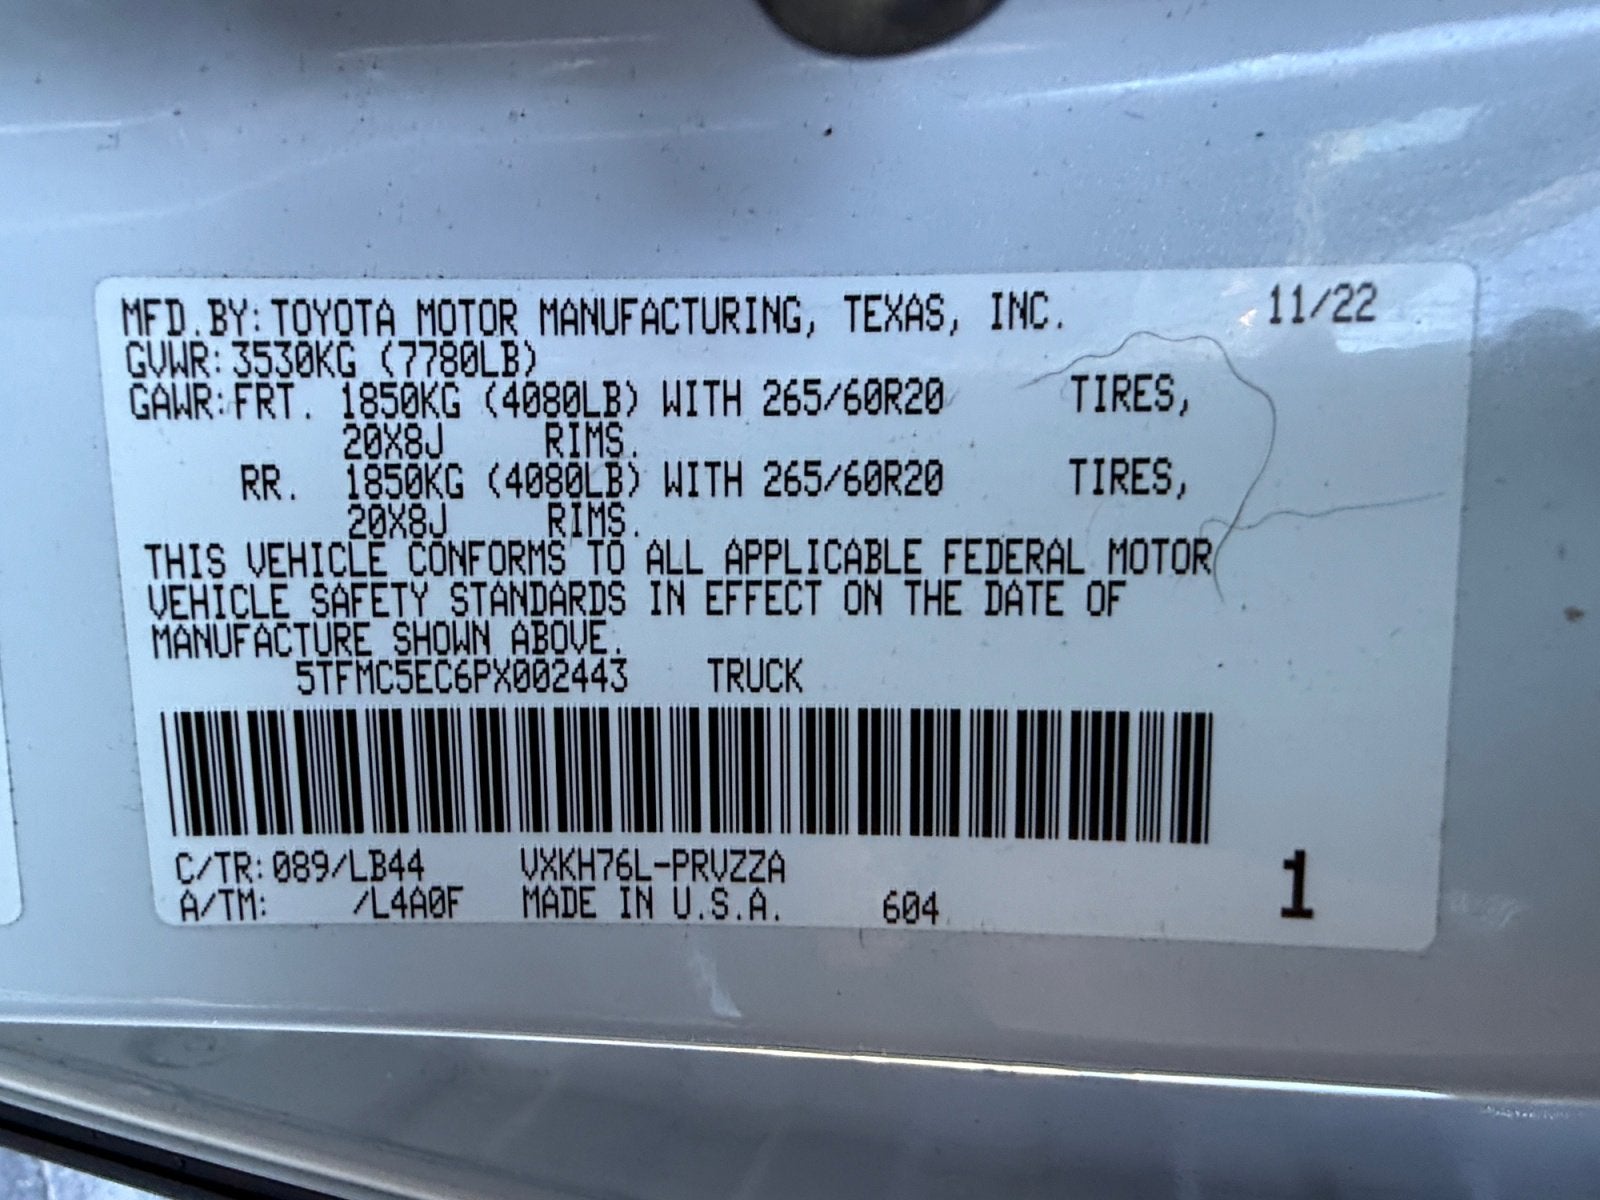 MFD.BY:TOYOTA MOTOR MANUFACTURING, TEXAS, INC. 11/22
GVWR:3530KG (7780LB)
GAWR:FRT. 1850KG (4080LB) WITH 265/60R20 TIRES,
20X8J RIMS.
RR. 1850KG (4080LB) WITH 265/60R20 TIRES,
20X8J RIMS.
THIS VEHICLE CONFORMS TO ALL APPLICABLE FEDERAL MOTOR
VEHICLE SAFETY STANDARDS IN EFFECT ON THE DATE OF
MANUFACTURE SHOWN ABOVE.
5TFMC5EC6PX002443 TRUCK
C/TR:089/LB44 VXKH76L-PRVZZA
A/TM: /L4A0F MADE IN U.S.A. 604 1